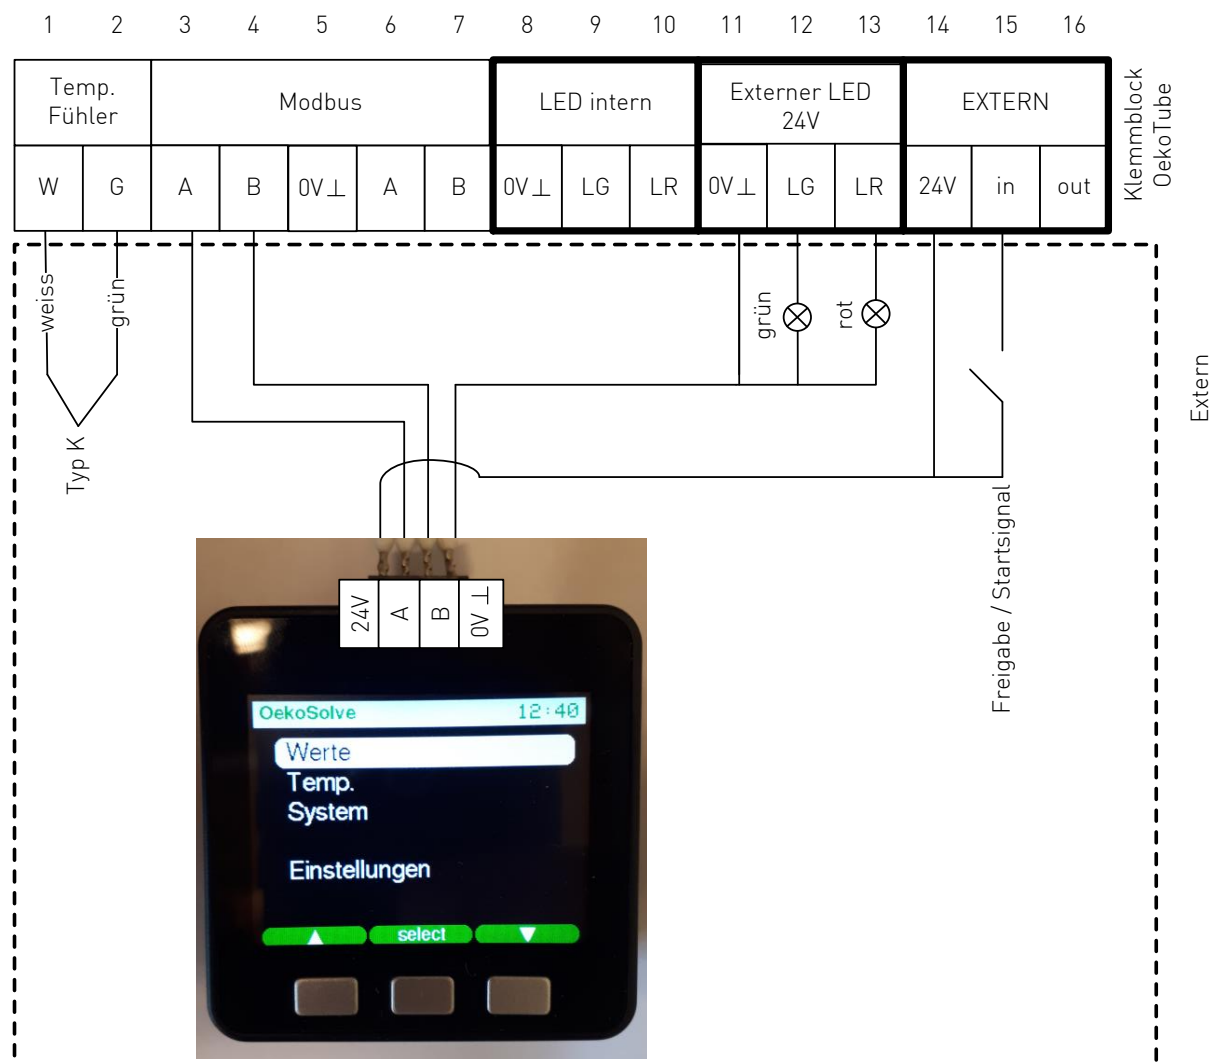 1 2 3 4 5 6 7 8 9 10 11 12 13 14 15 16
Temp.
Fühler
Modbus
LED intern
Externer LED
24V
EXTERN
W G A B 0V⊥ A B 0V⊥ LG LR 0V⊥ LG LR 24V in out
Klemmblock
OekoTube
weiss
grün
Typ K
grün
rot
Extern
Freigabe / Startsignal
24V A B 0V⊥
OekoSolve 12:40
Werte
Temp.
System
Einstellungen
▲ select ▼